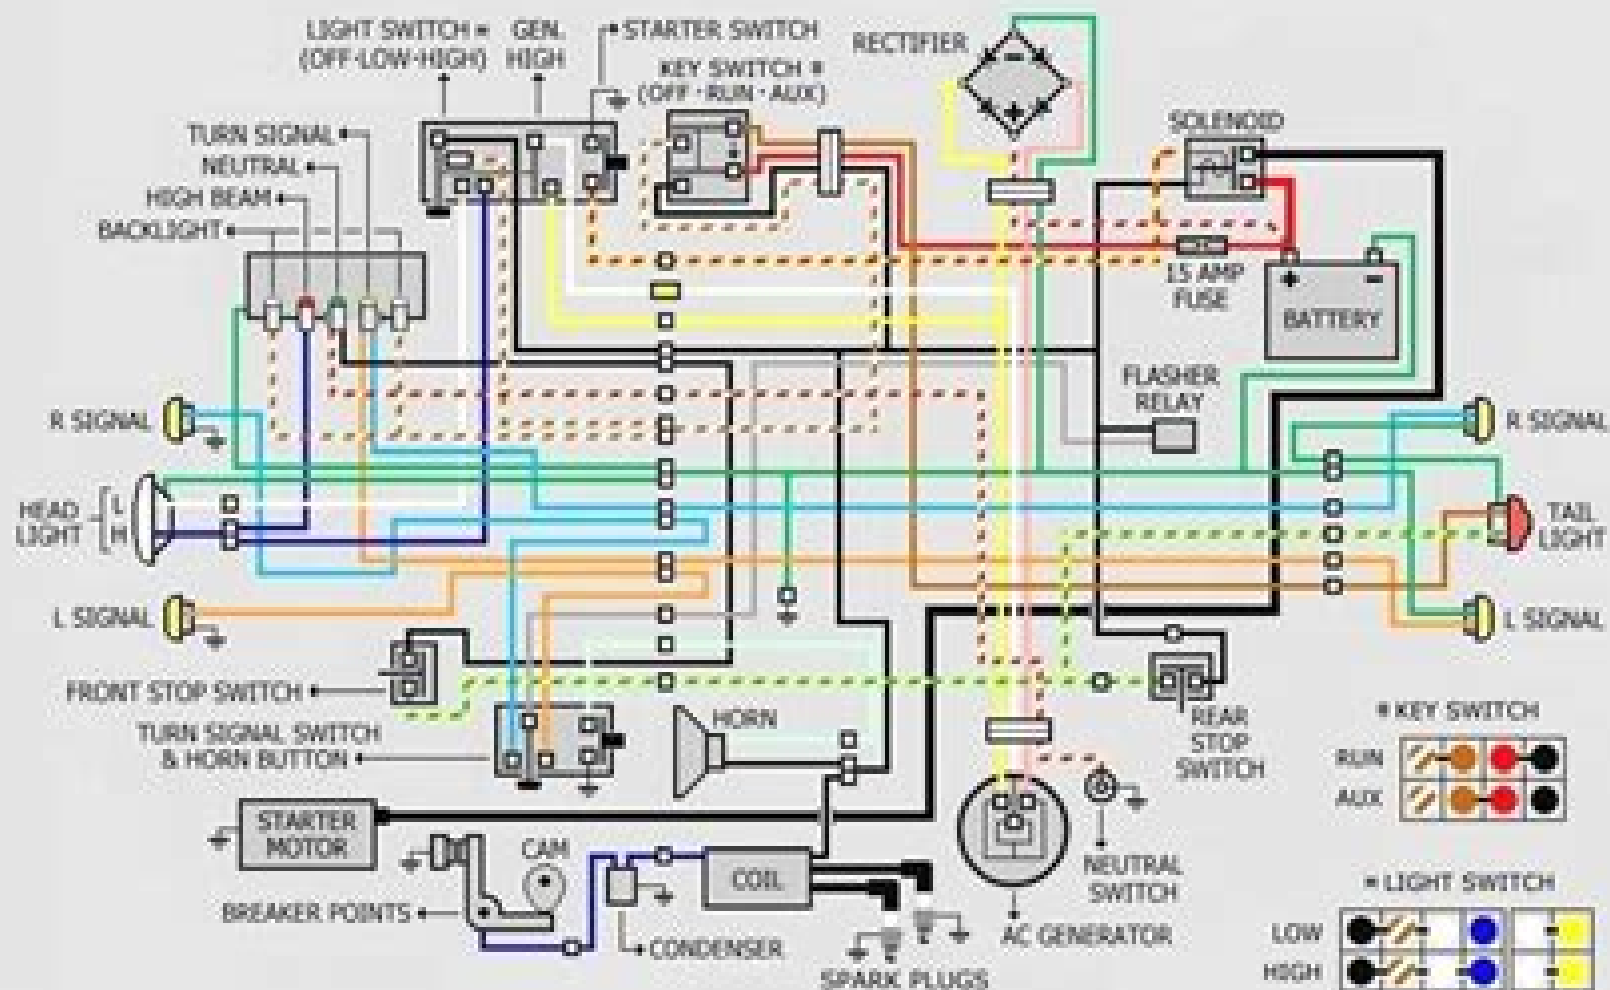 LIGHT SWITCH *
(OFF·LOW·HIGH)
GEN.
HIGH
STARTER SWITCH
KEY SWITCH *
(OFF·RUN·AUX)
RECTIFIER
SOLENOID
TURN SIGNAL
NEUTRAL
HIGH BEAM
BACKLIGHT
15 AMP
FUSE
+ -
BATTERY
FLASHER
RELAY
R SIGNAL
R SIGNAL
HEAD
LIGHT
L
H
TAIL
LIGHT
L SIGNAL
L SIGNAL
FRONT STOP SWITCH
TURN SIGNAL SWITCH
& HORN BUTTON
HORN
REAR
STOP
SWITCH
* KEY SWITCH
RUN
AUX
STARTER
MOTOR
CAM
BREAKER POINTS
COIL
CONDENSER
SPARK PLUGS
AC GENERATOR
NEUTRAL
SWITCH
* LIGHT SWITCH
LOW
HIGH